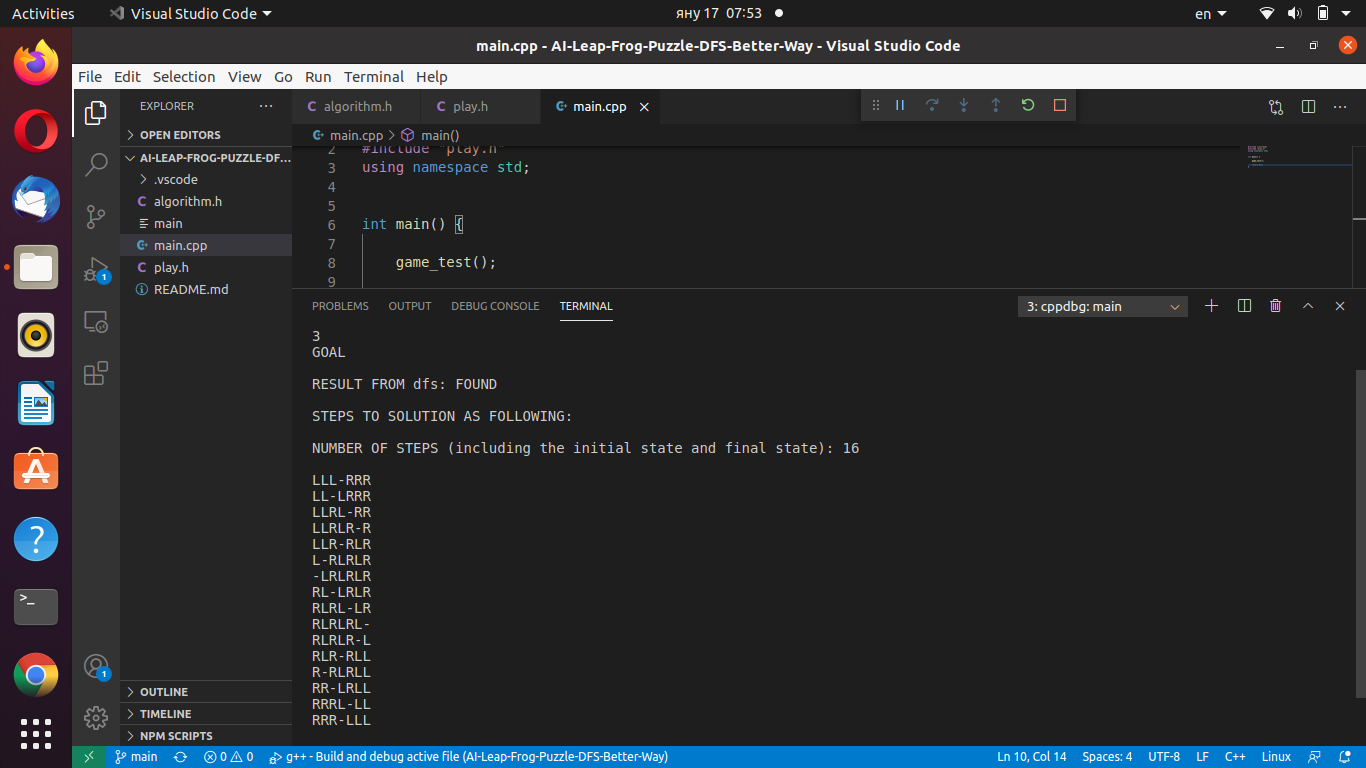 Activities Visual Studio Code яну 17 07:53 en
main.cpp - AI-Leap-Frog-Puzzle-DFS-Better-Way - Visual Studio Code
File Edit Selection View Go Run Terminal Help
EXPLORER
OPEN EDITORS
AI-LEAP-FROG-PUZZLE-DF...
.vscode
algorithm.h
main
main.cpp
play.h
README.md
1
1
OUTLINE
TIMELINE
NPM SCRIPTS
algorithm.h play.h main.cpp
main.cpp > main()
2 #include "play.h"
3 using namespace std;
4
5
6 int main() {
7
8 game_test();
9
PROBLEMS OUTPUT DEBUG CONSOLE TERMINAL 3: cppdbg: main
3
GOAL
RESULT FROM dfs: FOUND
STEPS TO SOLUTION AS FOLLOWING:
NUMBER OF STEPS (including the initial state and final state): 16
LLL-RRR
LL-LRRR
LLRL-RR
LLRLR-R
LLR-RLR
L-RLRLR
-LRLRLR
RL-LRLR
RLRL-LR
RLRLRL-
RLRLR-L
RLR-RLL
R-RLRLL
RR-LRLL
RRRL-LL
RRR-LLL
main 0 0 g++ - Build and debug active file (AI-Leap-Frog-Puzzle-DFS-Better-Way) Ln 10, Col 14 Spaces: 4 UTF-8 LF C++ Linux